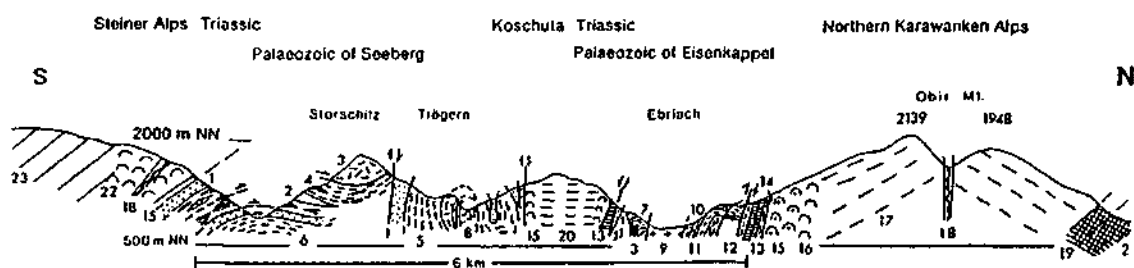 Steiner Alps Triassic Koschuta Triassic Northern Karawanken Alps
Palaeozoic of Seeberg Palaeozoic of Eisenkappel
S N
Storschitz Trögern Ebriach Obir Mt.
2139 1948
2000 m NN
3 1 4 2
23 22 18 15
7 14 10
500 m NN 6 5 8 15 20 13 3 9 11 12 13 15 16 17 18 19 2
6 km